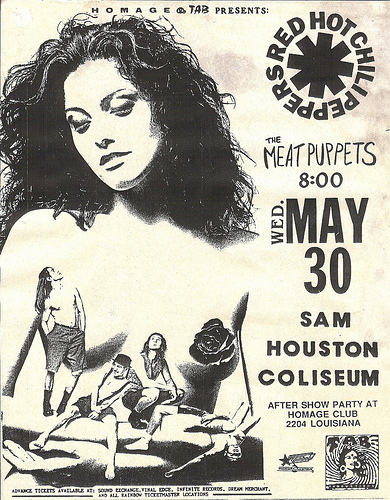 HOMAGE & TAB PRESENTS:
RED HOT CHILI PEPPERS
THE
MEAT PUPPETS
8:00
WED. MAY
30
SAM
HOUSTON
COLISEUM
AFTER SHOW PARTY AT
HOMAGE CLUB
2204 LOUISIANA
ADVANCE TICKETS AVAILABLE AT: SOUND EXCHANGE, VINAL EDGE, INFINITE RECORDS, DREAM MERCHANT,
AND ALL RAINBOW TICKETMASTER LOCATIONS